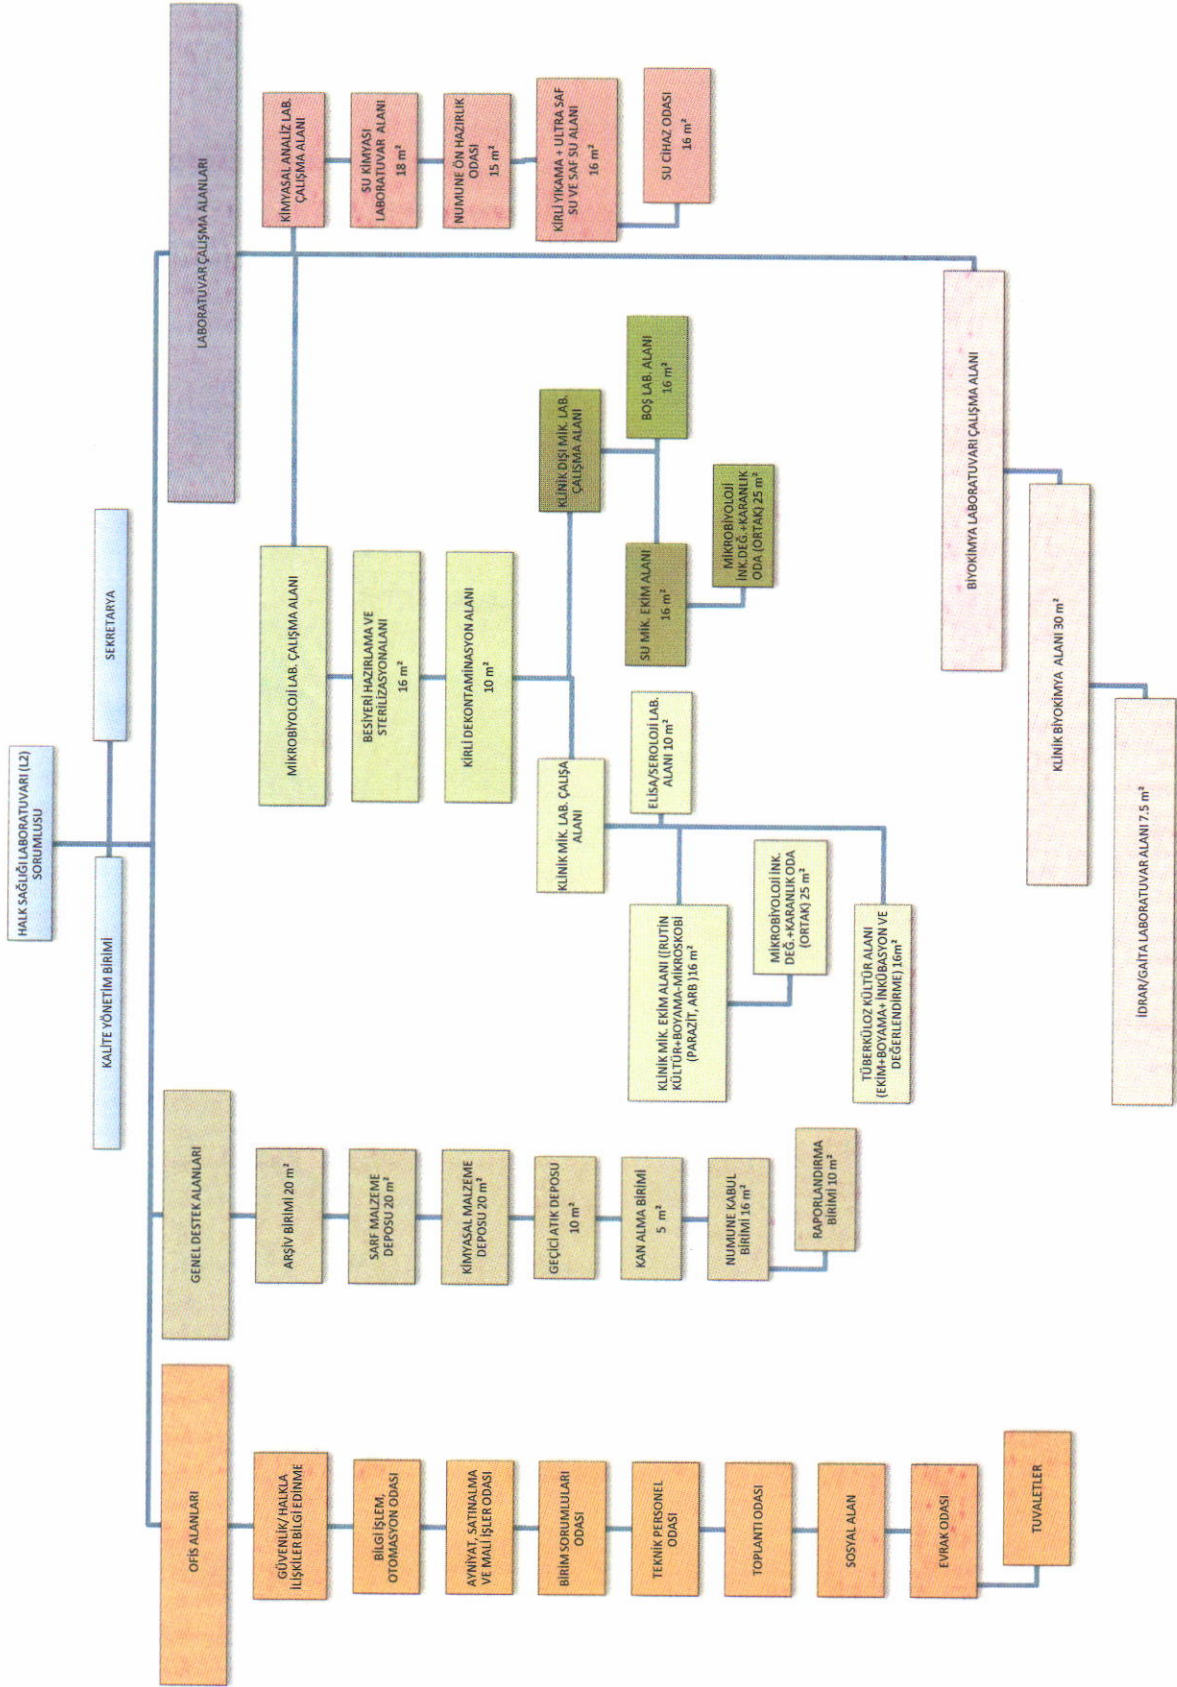 HALK SAĞLIĞI LABORATUVARI (L2)
SORUMLUSU
KALİTE YÖNETİM BİRİMİ
SEKRETARYA
OFİS ALANLARI
GÜVENLİK/ HALKLA
İLİŞKİLER BİLGİ EDİNME
BİLGİ İŞLEM,
OTOMASYON ODASI
AYNİYAT, SATINALMA
VE MALİ İŞLER ODASI
BİRİM SORUMLULARI
ODASI
TEKNİK PERSONEL
ODASI
TOPLANTI ODASI
SOSYAL ALAN
EVRAK ODASI
TUVALETLER
GENEL DESTEK ALANLARI
ARŞİV BİRİMİ 20 m²
SARF MALZEME
DEPOSU 20 m²
KİMYASAL MALZEME
DEPOSU 20 m²
GEÇİCİ ATIK DEPOSU
10 m²
KAN ALMA BİRİMİ
5 m²
NUMUNE KABUL
BİRİMİ 16 m²
RAPORLANDIRMA
BİRİMİ 10 m²
LABORATUVAR ÇALIŞMA ALANLARI
MİKROBİYOLOJİ LAB. ÇALIŞMA ALANI
BESİYERİ HAZIRLAMA VE
STERİLİZASYONALANI
16 m²
KİRLİ DEKONTAMİNASYON ALANI
10 m²
KLİNİK MİK. LAB. ÇALIŞA
ALANI
KLİNİK MİK. EKİM ALANI ([RUTİN
KÜLTÜR+BOYAMA-MİKROSKOBİ
(PARAZİT, ARB )16 m²
MİKROBİYOLOJİ İNK.
DEĞ.+KARANLIK ODA
(ORTAK) 25 m²
ELİSA/SEROLOJİ LAB.
ALANI 10 m²
TÜBERKÜLOZ KÜLTÜR ALANI
(EKİM+BOYAMA+ İNKÜBASYON VE
DEĞERLENDİRME) 16m²
KLİNİK DIŞI MİK. LAB.
ÇALIŞMA ALANI
SU MİK. EKİM ALANI
16 m²
MİKROBİYOLOJİ
İNK.DEĞ.+KARANLIK
ODA (ORTAK) 25 m²
BOŞ LAB. ALANI
16 m²
KİMYASAL ANALİZ LAB.
ÇALIŞMA ALANI
SU KİMYASI
LABORATUVAR ALANI
18 m²
NUMUNE ÖN HAZIRLIK
ODASI
15 m²
KİRLİ YIKAMA + ULTRA SAF
SU VE SAF SU ALANI
16 m²
SU CİHAZ ODASI
16 m²
BİYOKİMYA LABORATUVARI ÇALIŞMA ALANI
KLİNİK BİYOKİMYA ALANI 30 m²
İDRAR/GAİTA LABORATUVAR ALANI 7.5 m²